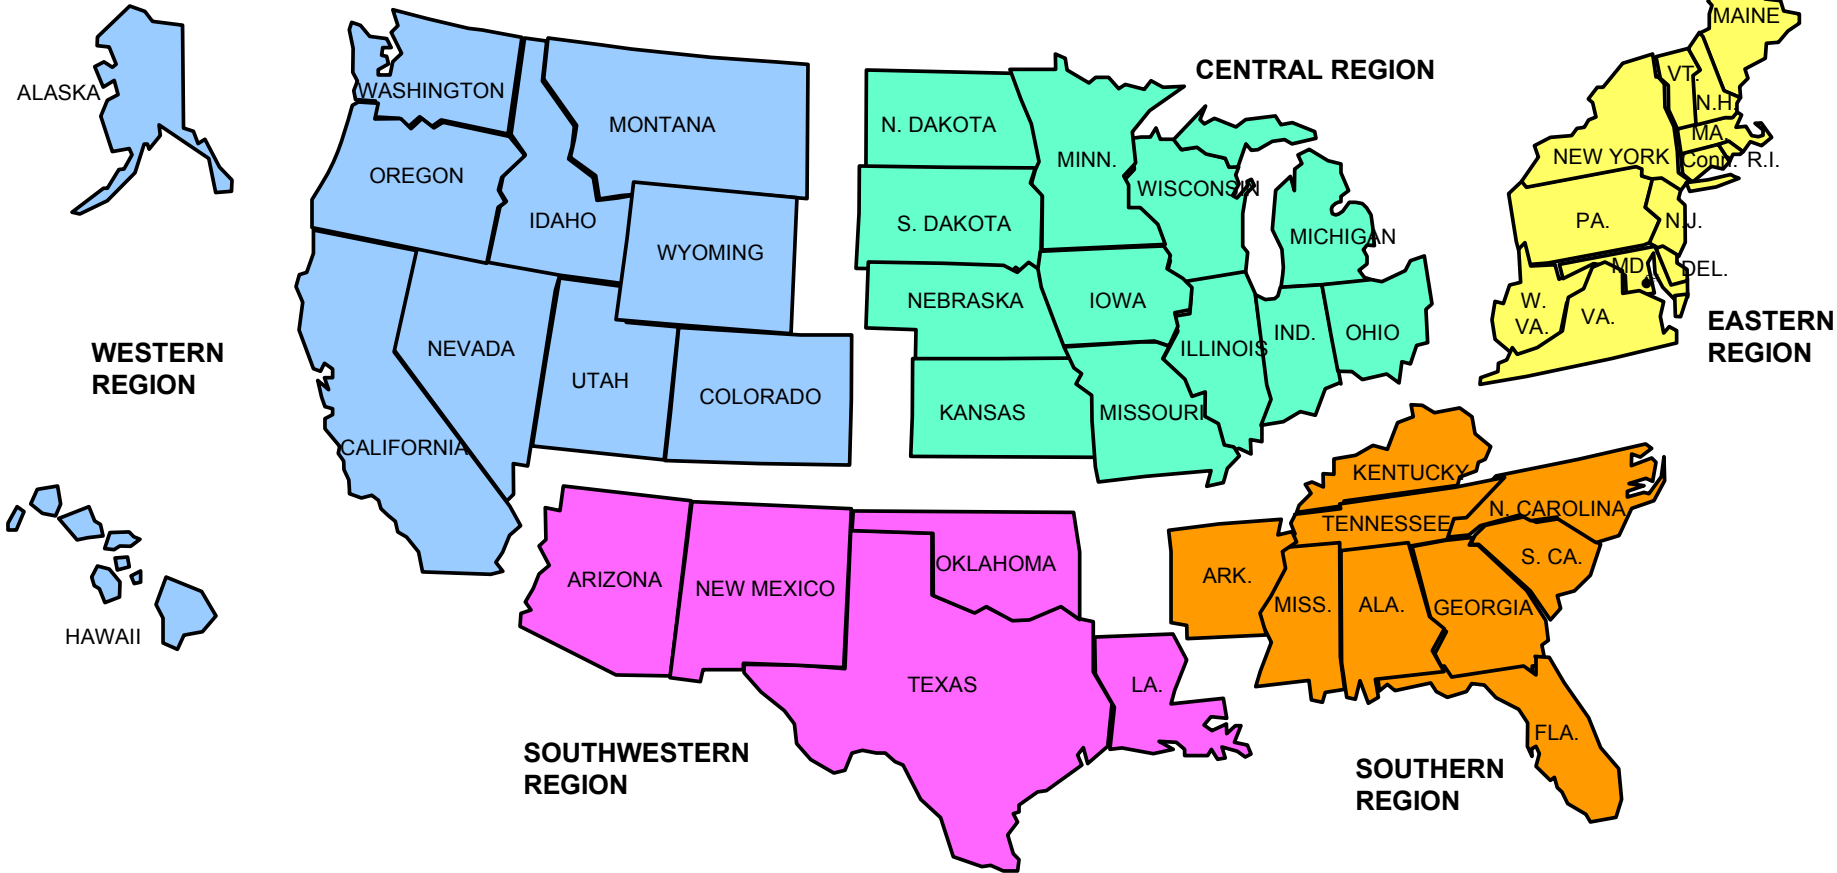 ALASKA
WASHINGTON
MONTANA
OREGON
IDAHO
WYOMING
NEVADA
UTAH
COLORADO
CALIFORNIA
WESTERN
REGION
HAWAII
CENTRAL REGION
N. DAKOTA
MINN.
WISCONSIN
S. DAKOTA
MICHIGAN
NEBRASKA
IOWA
ILLINOIS
IND.
OHIO
KANSAS
MISSOURI
MAINE
VT.
N.H.
MA.
NEW YORK
Conn.
R.I.
PA.
N.J.
MD.
DEL.
W.
VA.
VA.
EASTERN
REGION
ARIZONA
NEW MEXICO
OKLAHOMA
TEXAS
LA.
SOUTHWESTERN
REGION
KENTUCKY
TENNESSEE
N. CAROLINA
ARK.
S. CA.
MISS.
ALA.
GEORGIA
FLA.
SOUTHERN
REGION